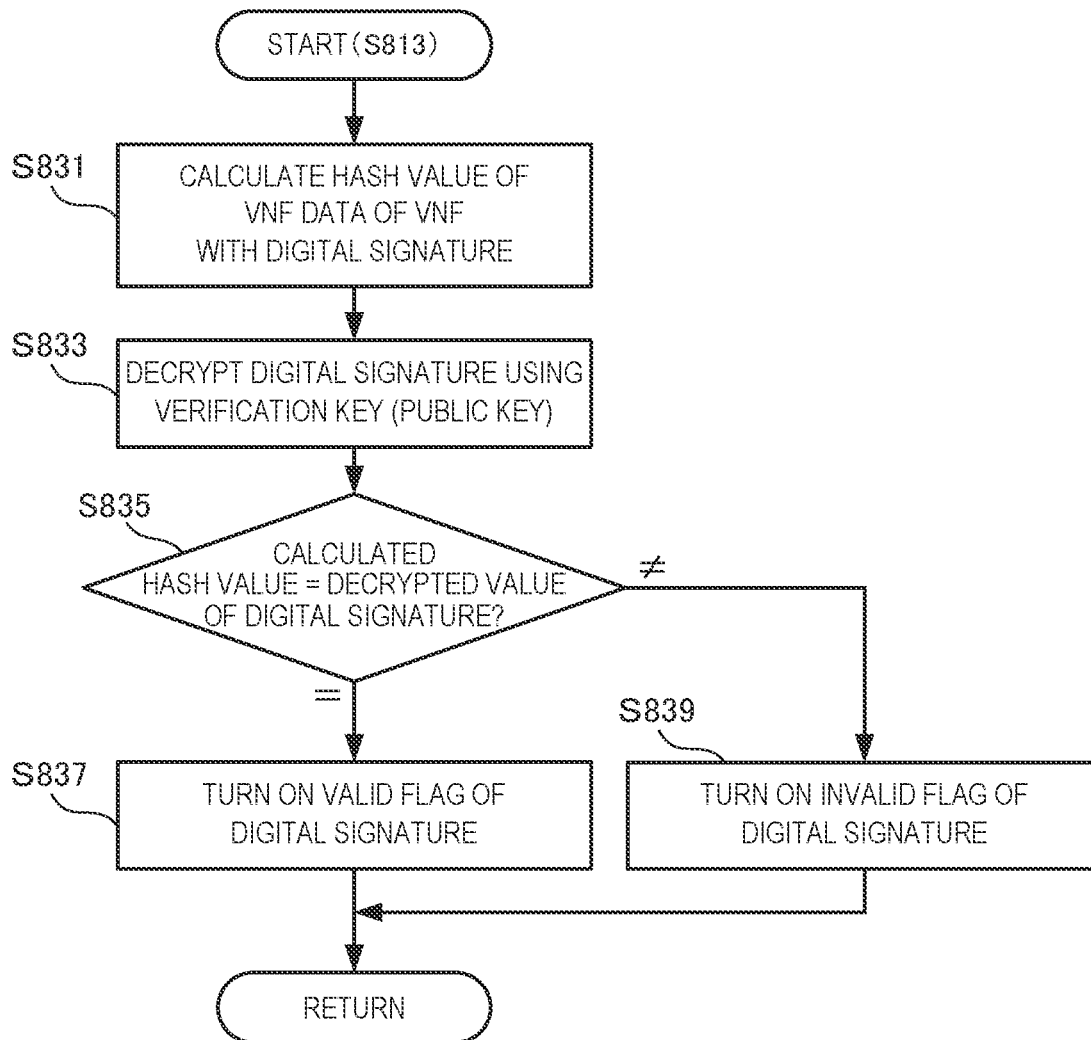 START(S813)
S831
CALCULATE HASH VALUE OF
VNF DATA OF VNF
WITH DIGITAL SIGNATURE
S833
DECRYPT DIGITAL SIGNATURE USING
VERIFICATION KEY (PUBLIC KEY)
S835
CALCULATED
HASH VALUE = DECRYPTED VALUE
OF DIGITAL SIGNATURE?
≠
=
S837
TURN ON VALID FLAG OF
DIGITAL SIGNATURE
S839
TURN ON INVALID FLAG OF
DIGITAL SIGNATURE
RETURN